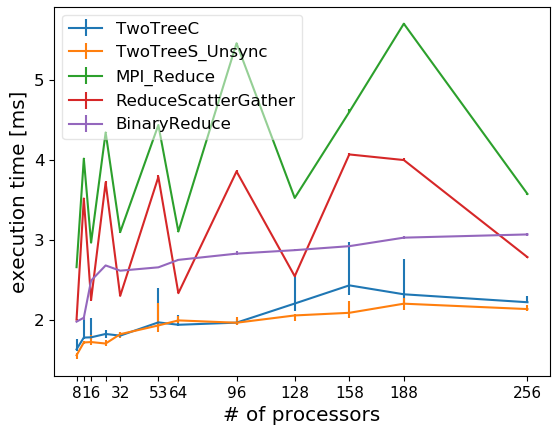 TwoTreeC
TwoTreeS_Unsync
MPI_Reduce
ReduceScatterGather
BinaryReduce
execution time [ms]
5
4
3
2
8 16 32 53 64 96 128 158 188 256
# of processors